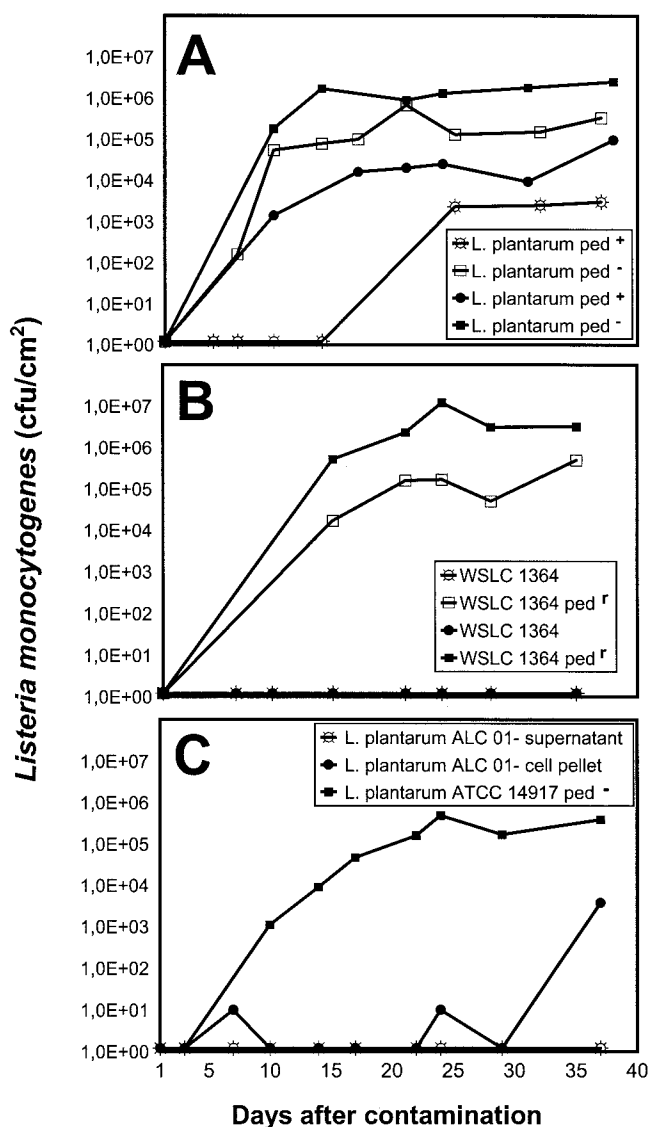 Listeria monocytogenes (cfu/cm²)
A
1,0E+07
1,0E+06
1,0E+05
1,0E+04
1,0E+03
1,0E+02
1,0E+01
1,0E+00
L. plantarum ped +
L. plantarum ped -
L. plantarum ped +
L. plantarum ped -
B
1,0E+07
1,0E+06
1,0E+05
1,0E+04
1,0E+03
1,0E+02
1,0E+01
1,0E+00
WSLC 1364
WSLC 1364 ped r
WSLC 1364
WSLC 1364 ped r
C
1,0E+07
1,0E+06
1,0E+05
1,0E+04
1,0E+03
1,0E+02
1,0E+01
1,0E+00
L. plantarum ALC 01- supernatant
L. plantarum ALC 01- cell pellet
L. plantarum ATCC 14917 ped -
1 5 10 15 20 25 30 35 40
Days after contamination